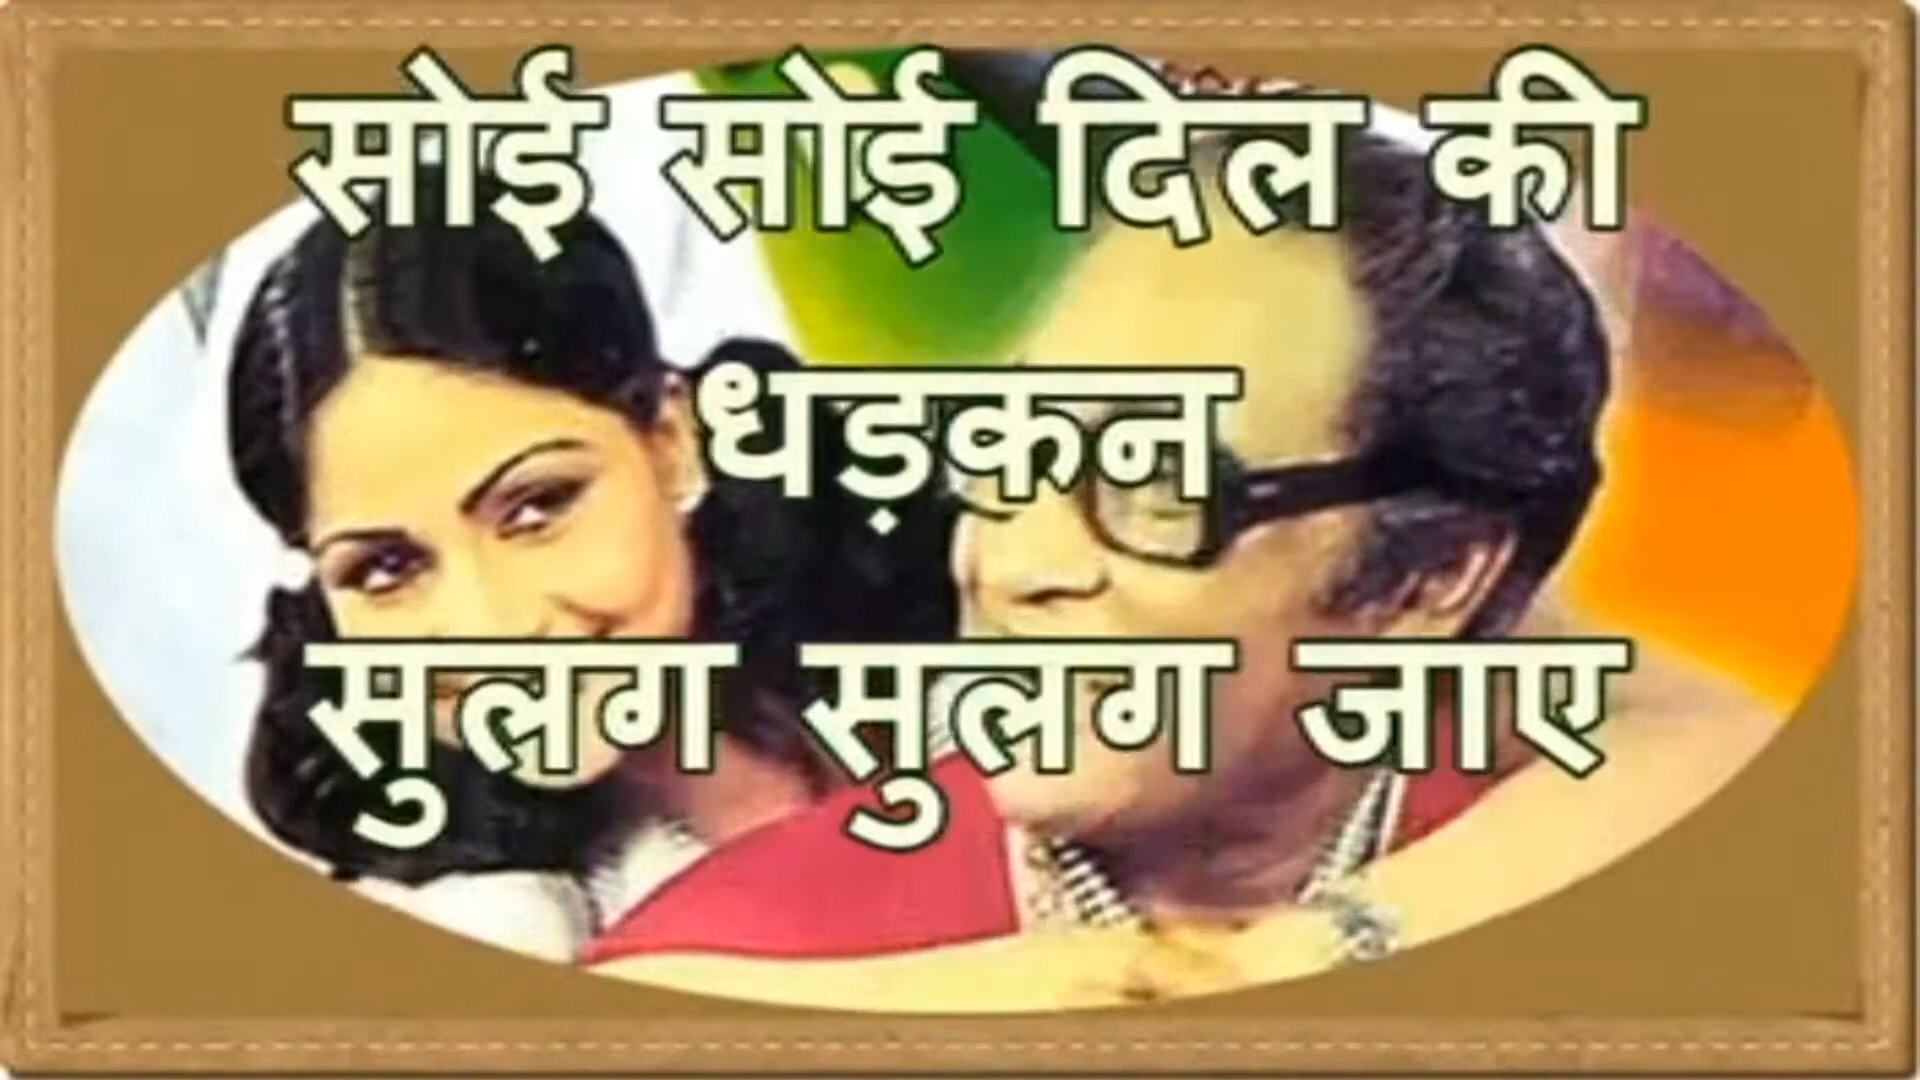 सोई सोई दिल की
धड़कन
सुलग सुलग जाए